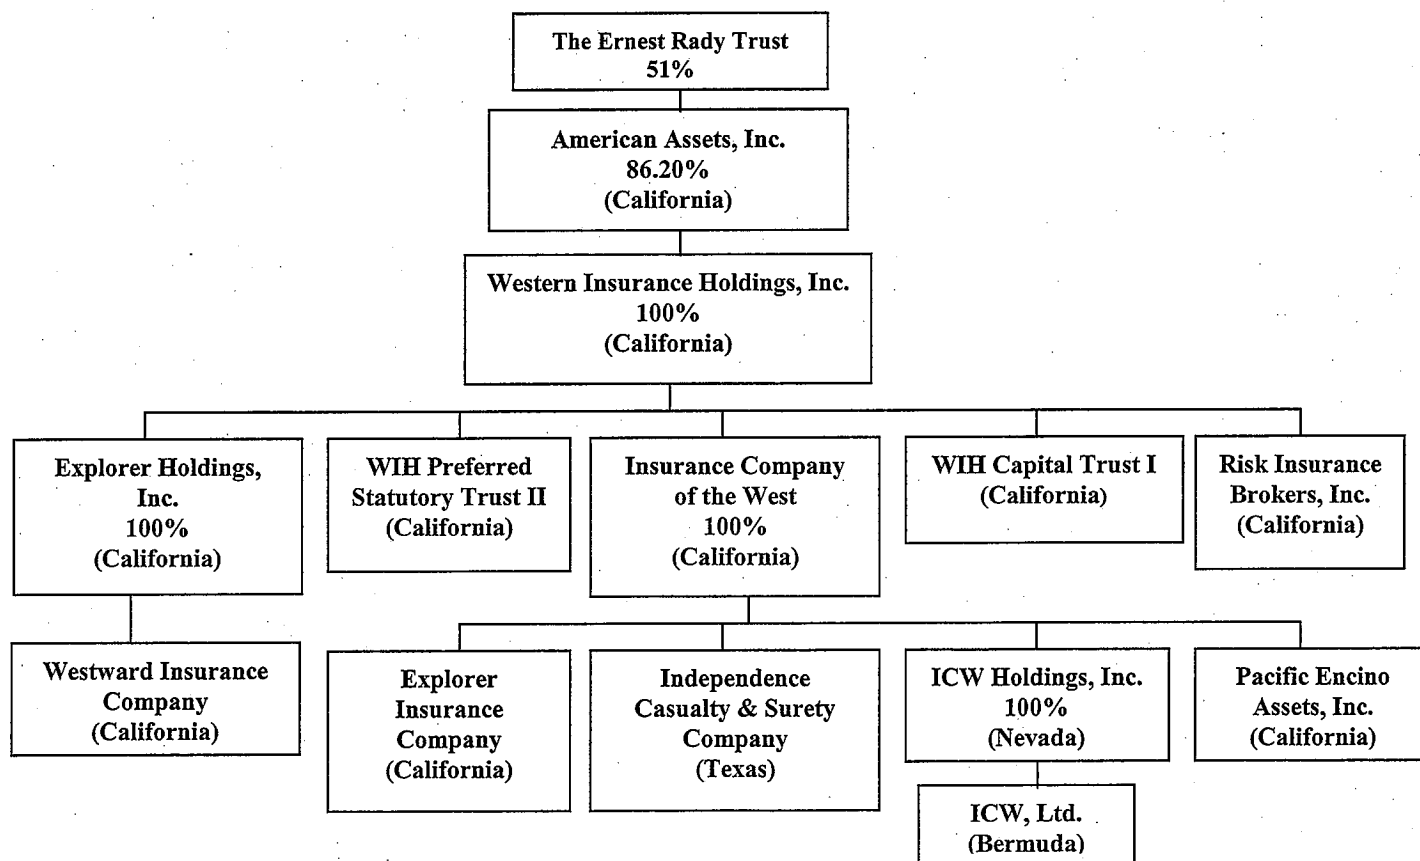 The Ernest Rady Trust
51%
American Assets, Inc.
86.20%
(California)
Western Insurance Holdings, Inc.
100%
(California)
Explorer Holdings,
Inc.
100%
(California)
WIH Preferred
Statutory Trust II
(California)
Insurance Company
of the West
100%
(California)
WIH Capital Trust I
(California)
Risk Insurance
Brokers, Inc.
(California)
Westward Insurance
Company
(California)
Explorer
Insurance
Company
(California)
Independence
Casualty & Surety
Company
(Texas)
ICW Holdings, Inc.
100%
(Nevada)
Pacific Encino
Assets, Inc.
(California)
ICW, Ltd.
(Bermuda)